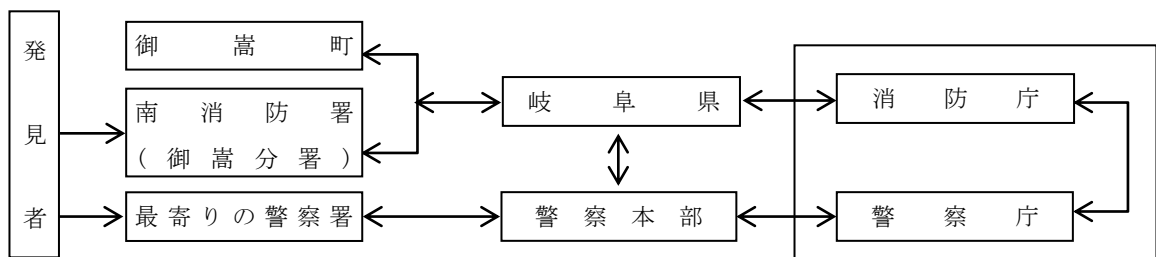 発見者
御嵩町
南消防署
(御嵩分署)
最寄りの警察署
岐阜県
警察本部
消防庁
警察庁